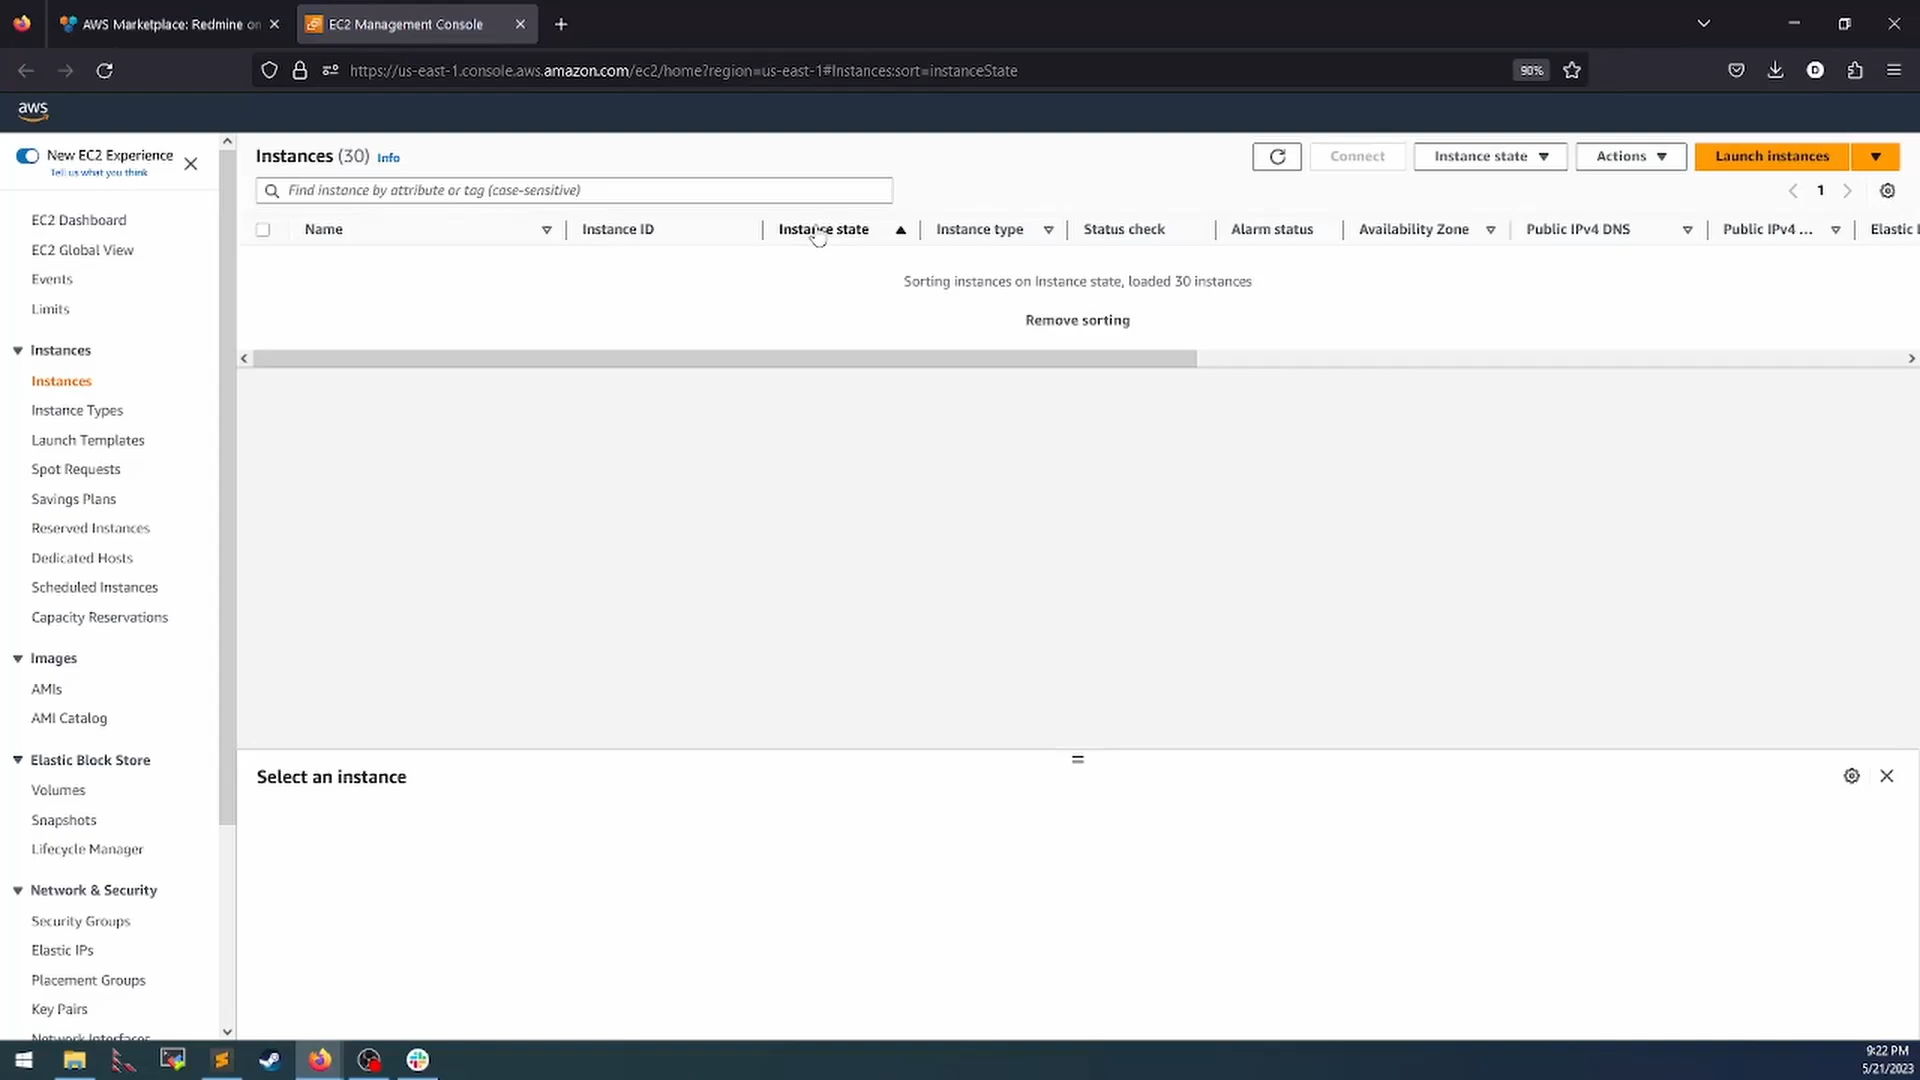 AWS Marketplace: Redmine on
EC2 Management Console
https://us-east-1.console.aws.amazon.com/ec2/home?region=us-east-1#Instances:sort=instanceState
90%
D
aws
New EC2 Experience
Tell us what you think
EC2 Dashboard
EC2 Global View
Events
Limits
Instances
Instances
Instance Types
Launch Templates
Spot Requests
Savings Plans
Reserved Instances
Dedicated Hosts
Scheduled Instances
Capacity Reservations
Images
AMIs
AMI Catalog
Elastic Block Store
Volumes
Snapshots
Lifecycle Manager
Network & Security
Security Groups
Elastic IPs
Placement Groups
Key Pairs
Network Interfaces
Instances (30) Info
Connect
Instance state
Actions
Launch instances
Find instance by attribute or tag (case-sensitive)
1
Name
Instance ID
Instance state
Instance type
Status check
Alarm status
Availability Zone
Public IPv4 DNS
Public IPv4 ...
Elastic I
Sorting instances on Instance state, loaded 30 instances
Remove sorting
Select an instance
9:22 PM
5/21/2023